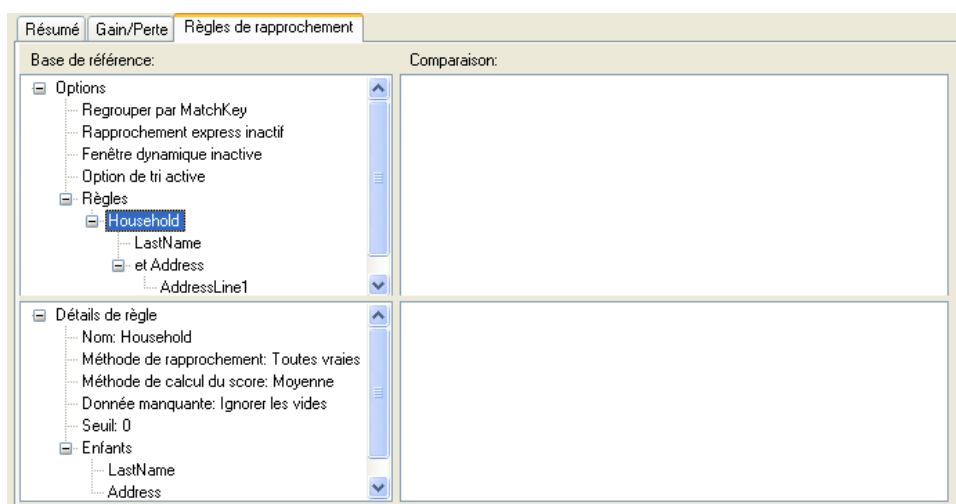 Résumé Gain/Perte Règles de rapprochement
Base de référence: Comparaison:
Options
Regrouper par MatchKey
Rapprochement express inactif
Fenêtre dynamique inactive
Option de tri active
Règles
Household
LastName
et Address
AddressLine1
Détails de règle
Nom: Household
Méthode de rapprochement: Toutes vraies
Méthode de calcul du score: Moyenne
Donnée manquante: Ignorer les vides
Seuil: 0
Enfants
LastName
Address